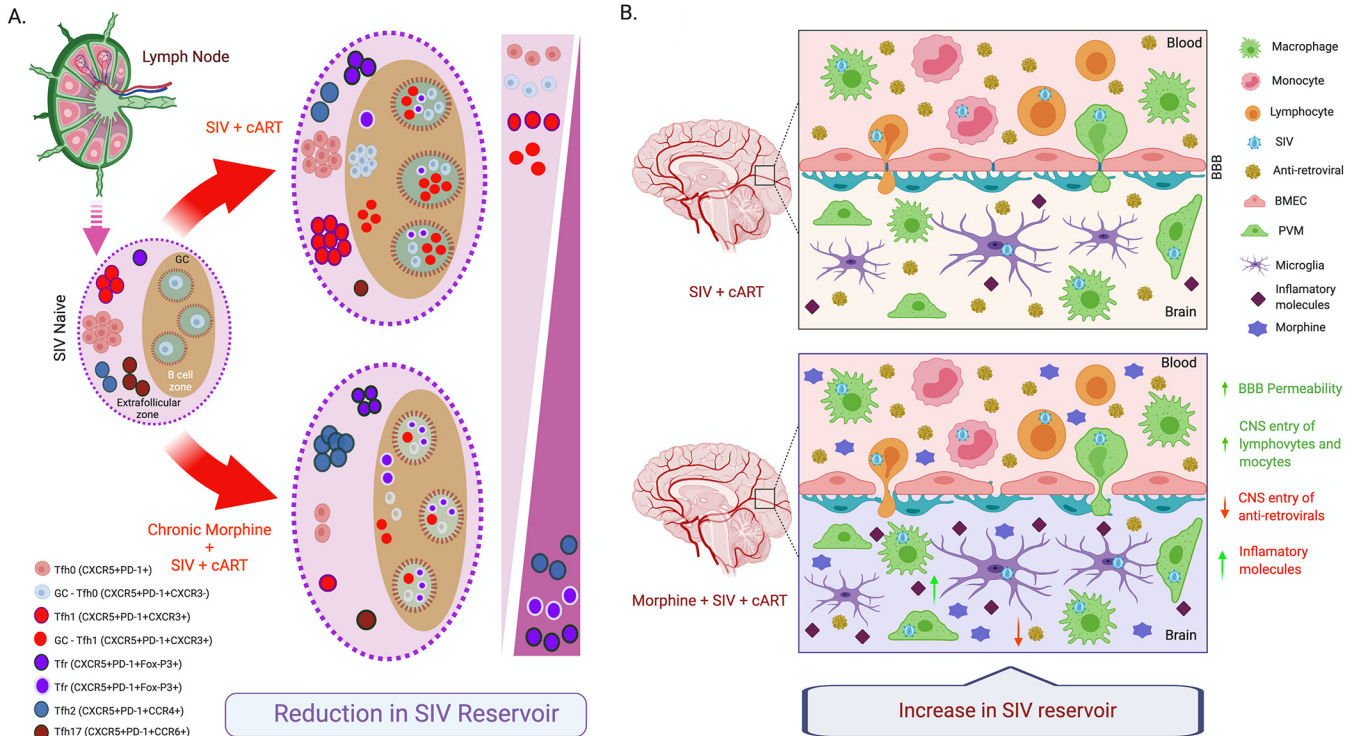 A.
Lymph Node
SIV + cART
SIV Naive
GC
B cell
zone
Extrafollicular
zone
Chronic Morphine
+
SIV + cART
Tfh0 (CXCR5+PD-1+)
GC - Tfh0 (CXCR5+PD-1+CXCR3-)
Tfh1 (CXCR5+PD-1+CXCR3+)
GC - Tfh1 (CXCR5+PD-1+CXCR3+)
Tfr (CXCR5+PD-1+Fox-P3+)
Tfr (CXCR5+PD-1+Fox-P3+)
Tfh2 (CXCR5+PD-1+CCR4+)
Tfh17 (CXCR5+PD-1+CCR6+)
Reduction in SIV Reservoir
B.
Blood
BBB
Brain
SIV + cART
Blood
Brain
Morphine + SIV + cART
Increase in SIV reservoir
Macrophage
Monocyte
Lymphocyte
SIV
Anti-retroviral
BMEC
PVM
Microglia
Inflamatory
molecules
Morphine
BBB Permeability
CNS entry of
lymphovytes and
mocytes
CNS entry of
anti-retrovirals
Inflamatory
molecules